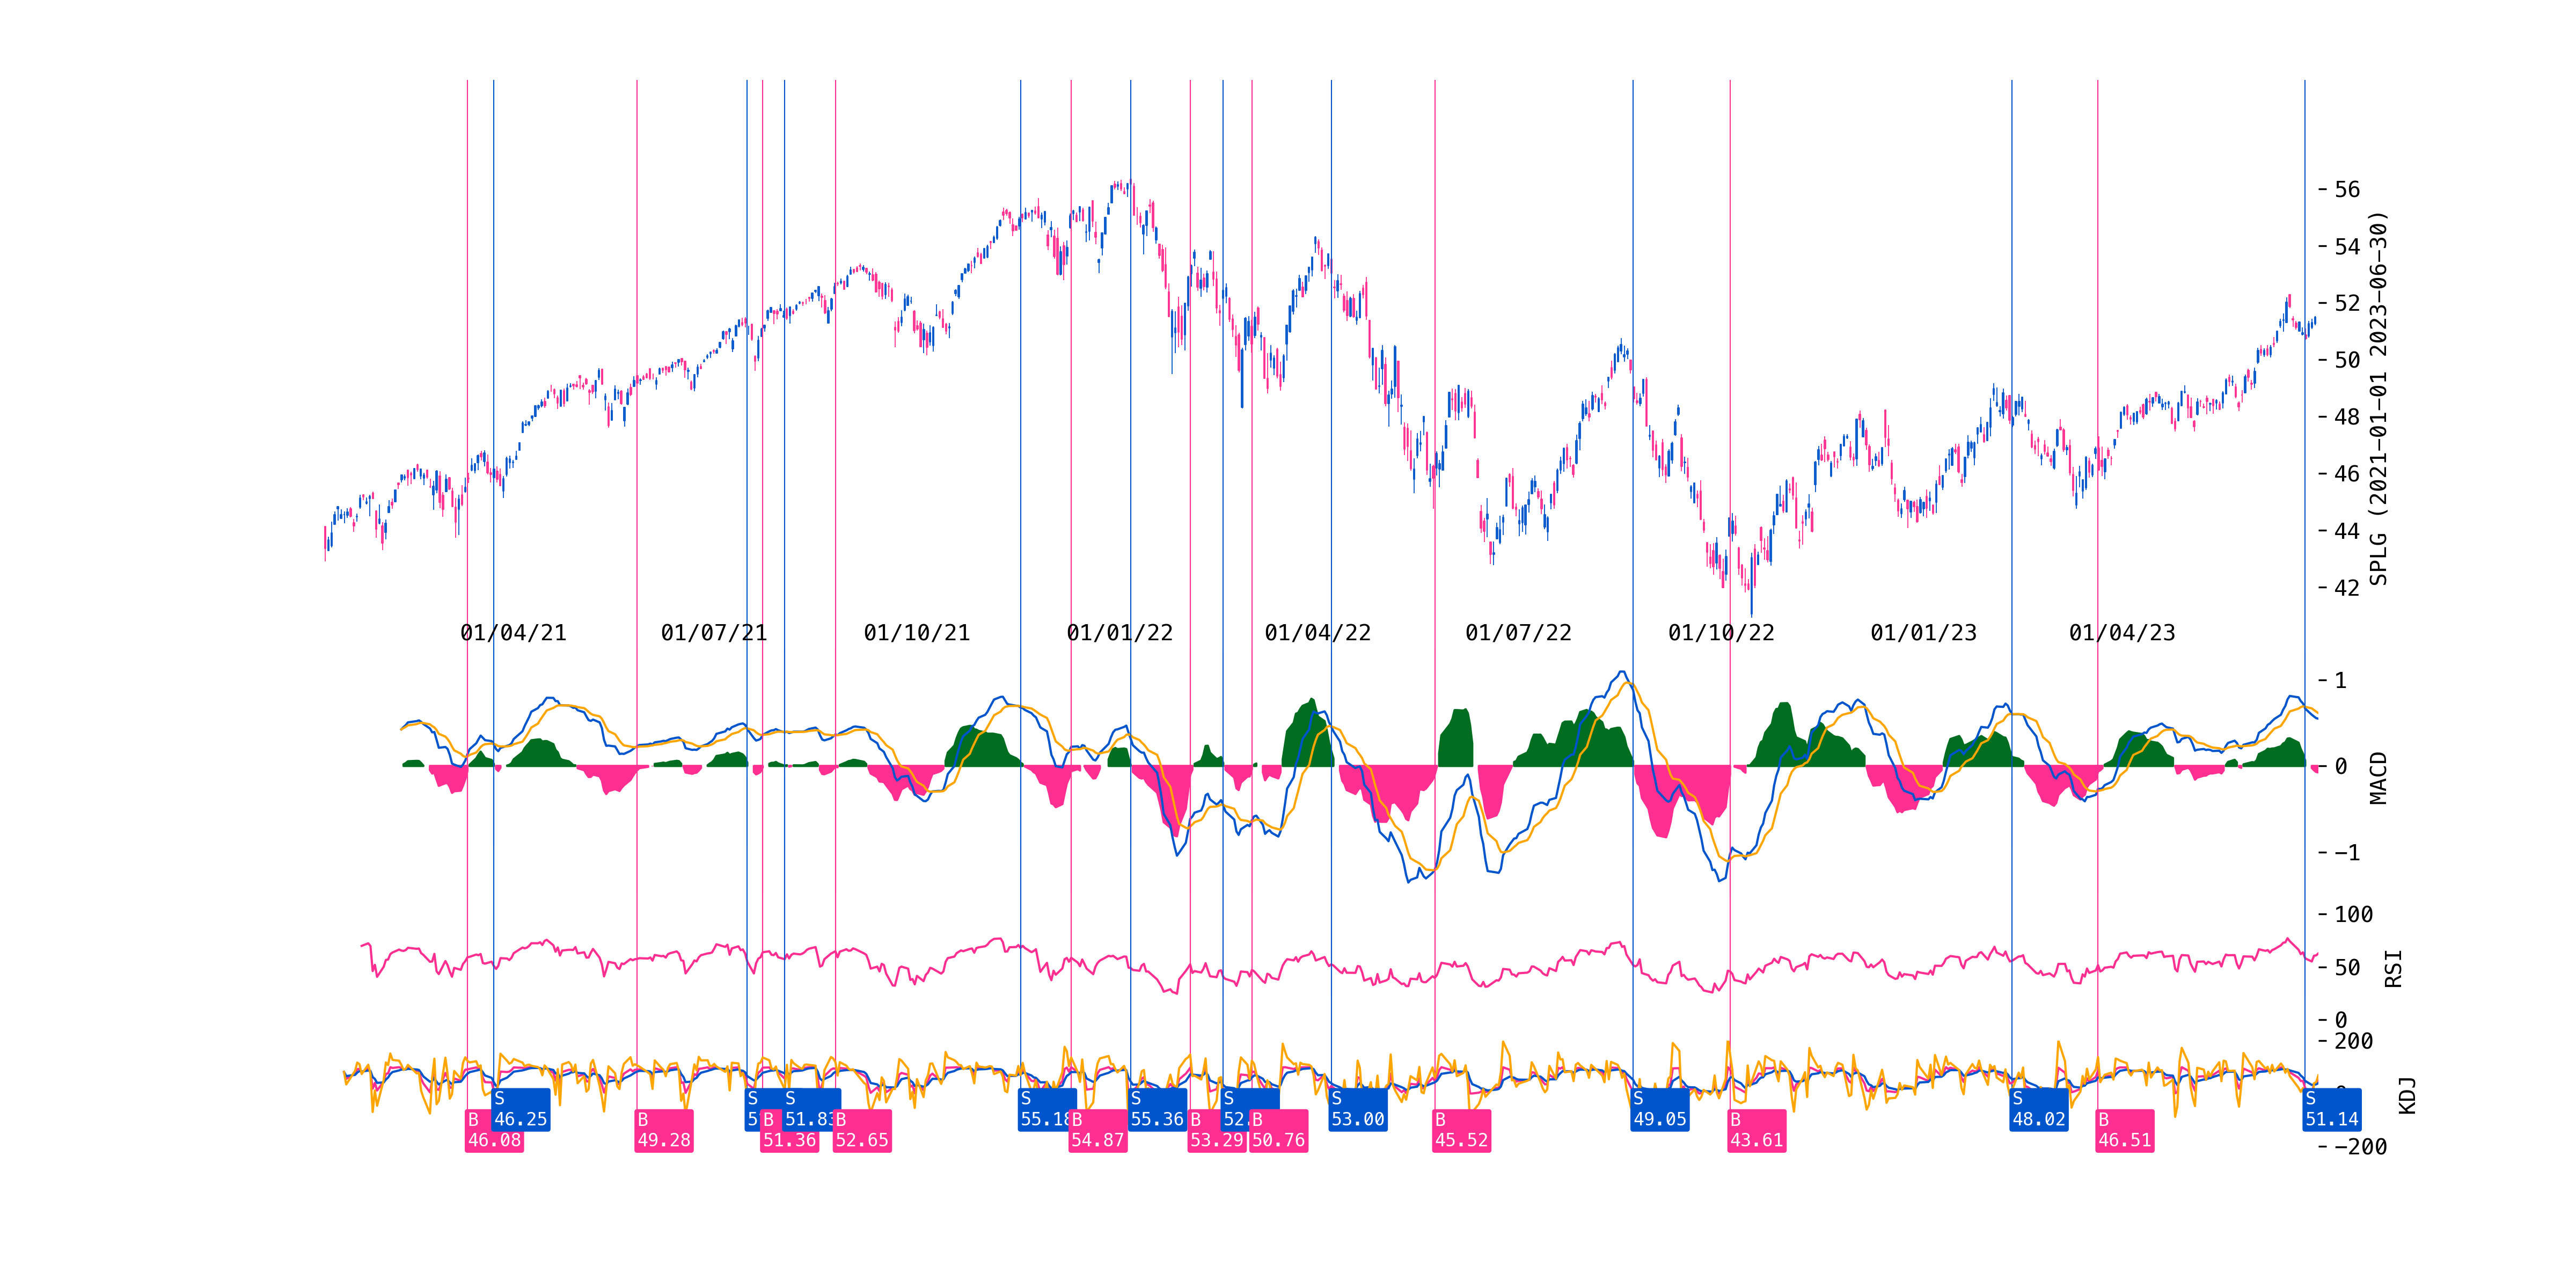 56
54
52
50
48
46
44
42
SPLG (2021-01-01 2023-06-30)
01/04/21
01/07/21
01/10/21
01/01/22
01/04/22
01/07/22
01/10/22
01/01/23
01/04/23
1
0
−1
MACD
100
50
0
RSI
200
−200
KDJ
B
46.08
S
46.25
B
49.28
S
B
51.36
S
51.83
B
52.65
S
55.18
B
54.87
S
55.36
B
53.29
S
B
50.76
S
53.00
B
45.52
S
49.05
B
43.61
S
48.02
B
46.51
S
51.14